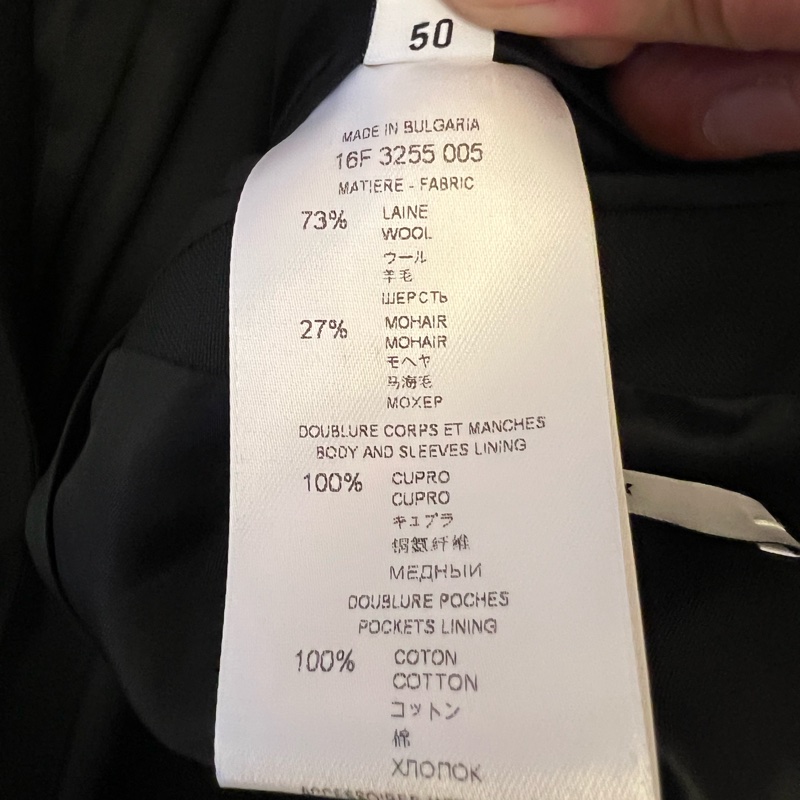 50
MADE IN BULGARIA
16F 3255 005
MATIERE - FABRIC
73% LAINE
WOOL
ウール
羊毛
ШЕРСТЬ
27% MOHAIR
MOHAIR
モヘヤ
马海毛
МОХЕР
DOUBLURE CORPS ET MANCHES
BODY AND SLEEVES LINING
100% CUPRO
CUPRO
キュプラ
铜氨纤维
МЕДНЫЙ
DOUBLURE POCHES
POCKETS LINING
100% COTON
COTTON
コットン
棉
ХЛОПОК